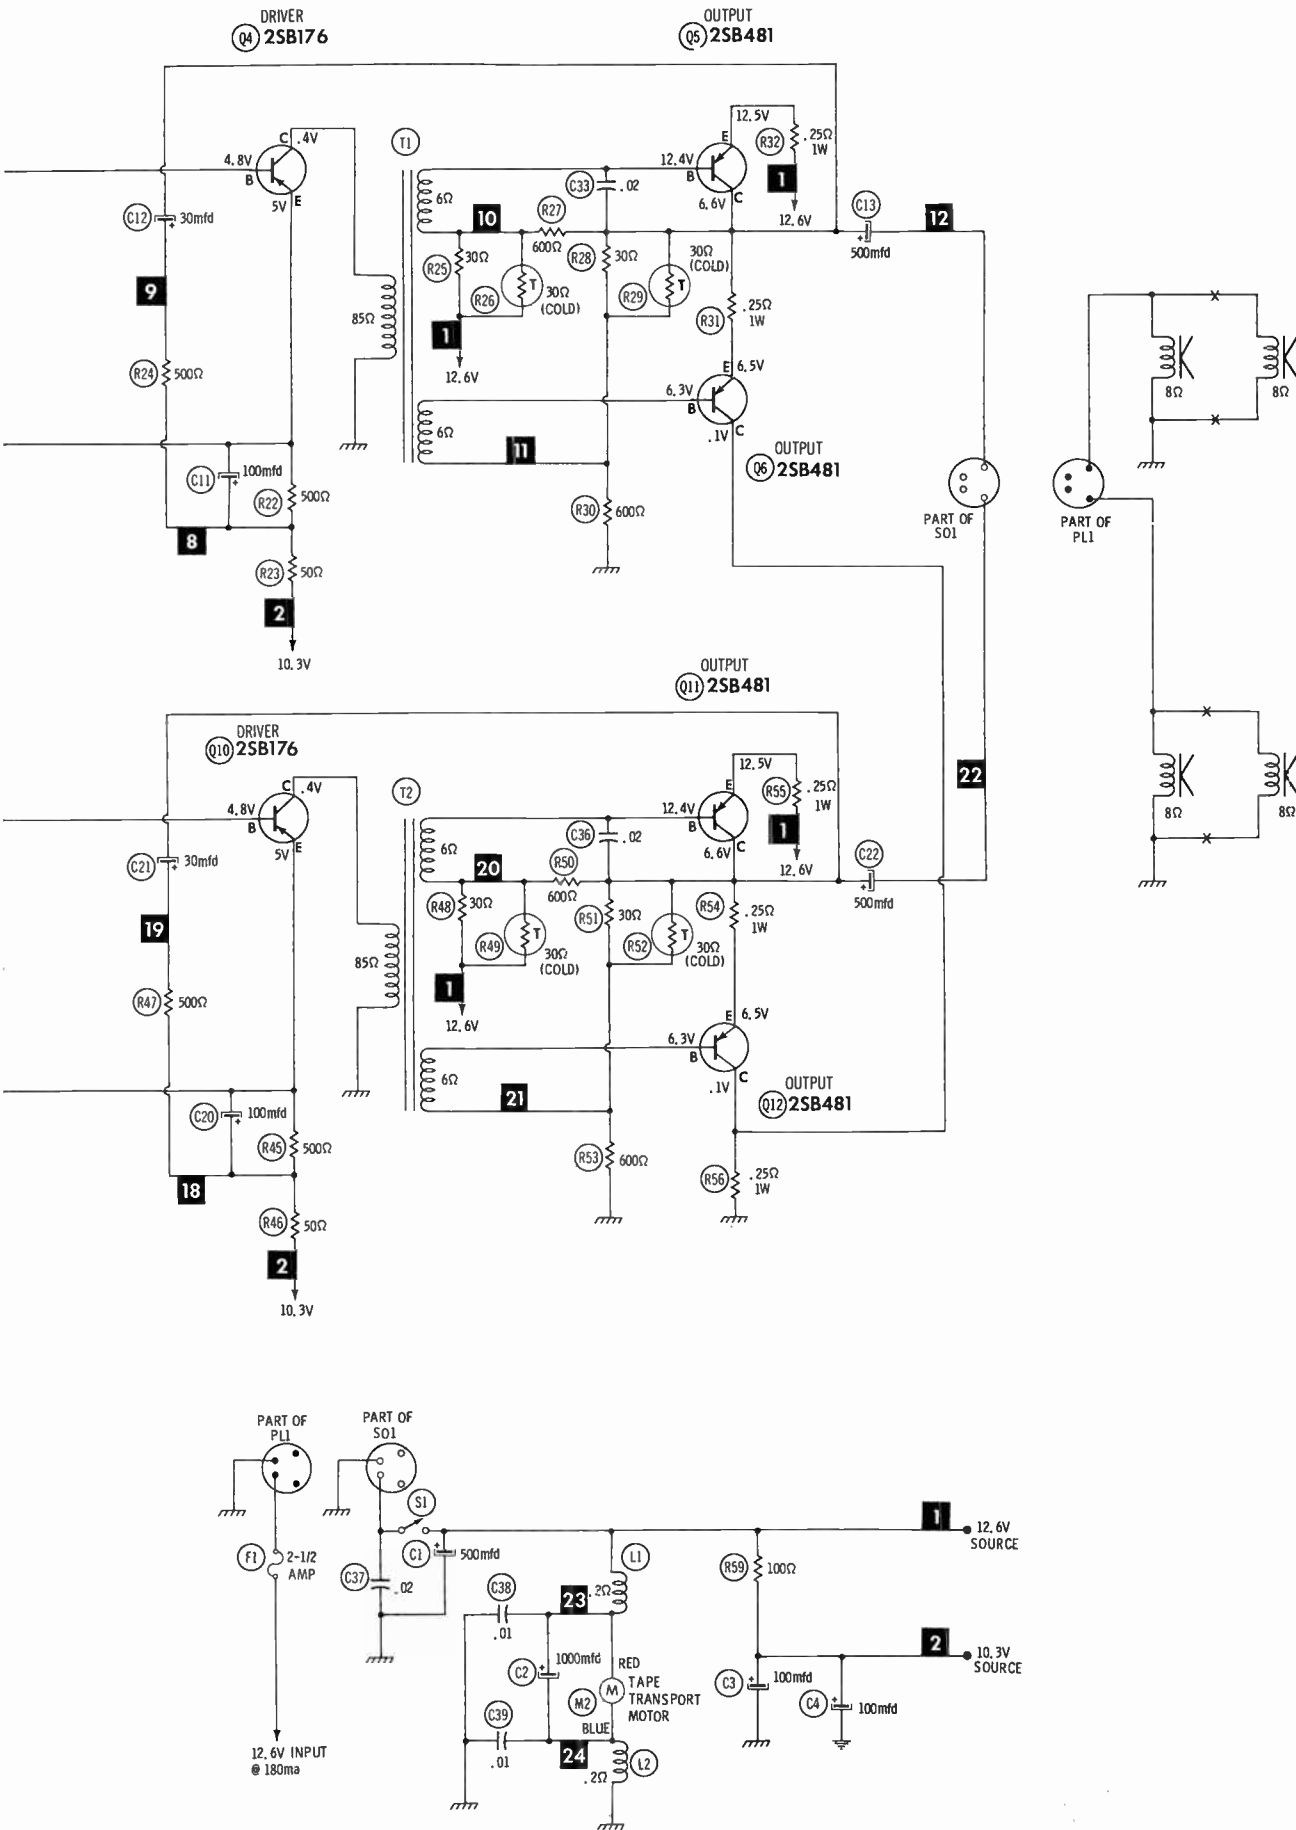 DRIVER
Q4 2SB176
OUTPUT
Q5 2SB481
C
.4V
4.8V
B
5V
E
T1
12.5V
E
R32
.25Ω
1W
12.4V
B
6.6V
C
1
12.6V
C33
.02
6Ω
10
R27
600Ω
C12
30mfd
R25
30Ω
R26
T
30Ω
(COLD)
R28
30Ω
R29
T
30Ω
(COLD)
C13
500mfd
12
9
85Ω
1
12.6V
R31
.25Ω
1W
R24
500Ω
E
6.5V
6.3V
B
.1V
C
8Ω
8Ω
6Ω
11
OUTPUT
Q6 2SB481
C11
100mfd
R22
500Ω
R30
600Ω
PART OF
SO1
PART OF
PL1
8
R23
50Ω
2
10.3V
OUTPUT
Q11 2SB481
DRIVER
Q10 2SB176
C
.4V
4.8V
B
5V
E
T2
12.5V
E
R55
.25Ω
1W
22
12.4V
B
6.6V
C
1
12.6V
8Ω
8Ω
C36
.02
6Ω
20
R50
600Ω
C21
30mfd
C22
500mfd
R48
30Ω
R49
T
30Ω
(COLD)
R51
30Ω
R52
T
30Ω
(COLD)
R54
.25Ω
1W
19
85Ω
1
12.6V
R47
500Ω
E
6.5V
6.3V
B
.1V
C
6Ω
21
OUTPUT
Q12 2SB481
C20
100mfd
R45
500Ω
R53
600Ω
R56
.25Ω
1W
18
R46
50Ω
2
10.3V
PART OF
PL1
PART OF
SO1
S1
1
12.6V
SOURCE
F1
2-1/2
AMP
C1
500mfd
L1
.2Ω
R59
100Ω
C37
.02
C38
.01
23
2
10.3V
SOURCE
C2
1000mfd
RED
M2
M
TAPE
TRANSPORT
MOTOR
C3
100mfd
C4
100mfd
C39
.01
BLUE
24
.2Ω
L2
12.6V INPUT
@ 180ma